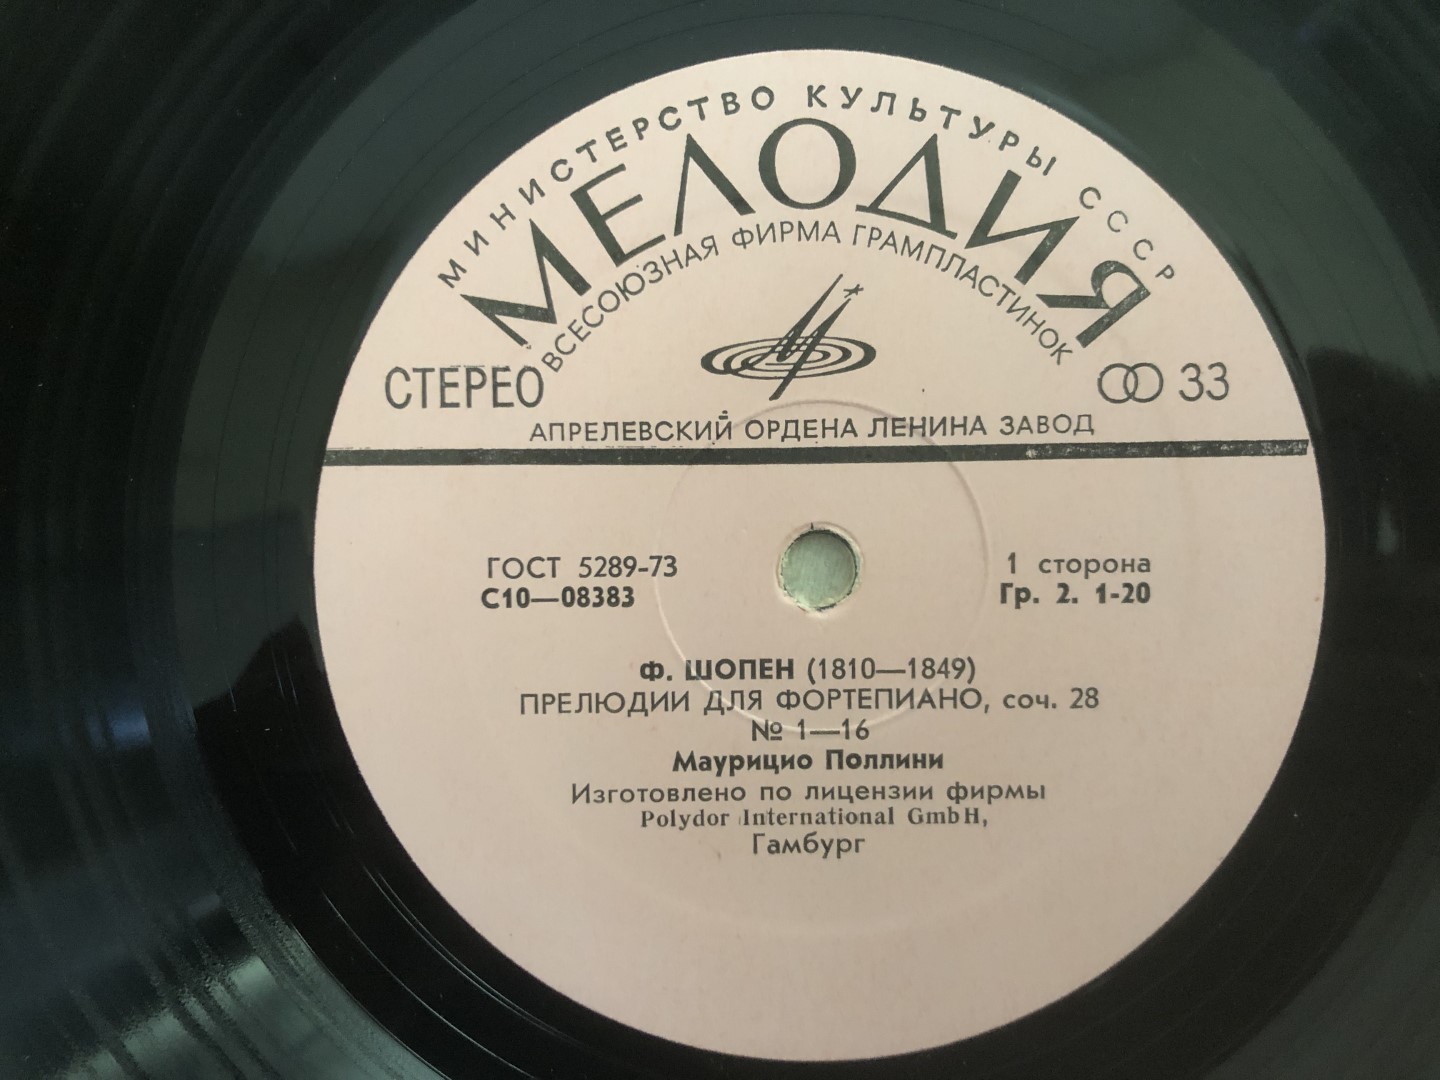 МИНИСТЕРСТВО КУЛЬТУРЫ СССР
МЕЛОДИЯ
ВСЕСОЮЗНАЯ ФИРМА ГРАМПЛАСТИНОК
СТЕРЕО
33
АПРЕЛЕВСКИЙ ОРДЕНА ЛЕНИНА ЗАВОД
ГОСТ 5289-73
С10—08383
1 сторона
Гр. 2. 1-20
Ф. ШОПЕН (1810—1849)
ПРЕЛЮДИИ ДЛЯ ФОРТЕПИАНО, соч. 28
№ 1—16
Маурицио Поллини
Изготовлено по лицензии фирмы
Polydor International GmbH,
Гамбург